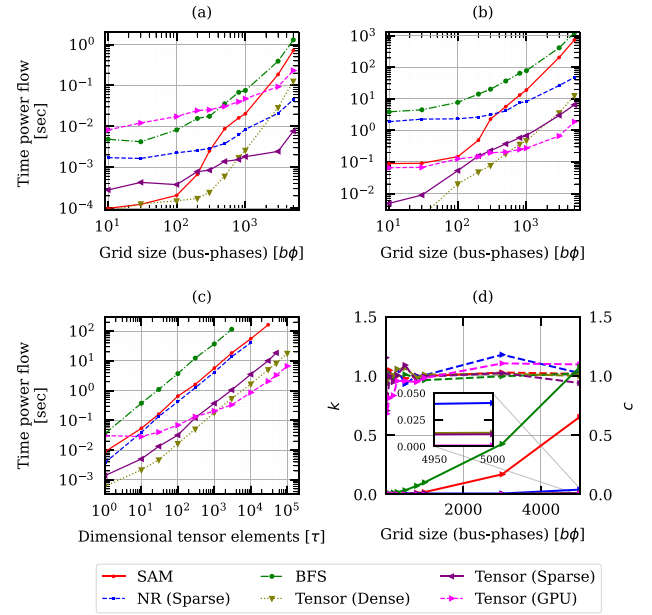 (a)
(b)
10^0
10^-1
10^-2
10^-3
10^-4
Time power flow
[sec]
10^1
10^2
10^3
Grid size (bus-phases) [bϕ]
10^3
10^2
10^1
10^0
10^-1
10^-2
10^1
10^2
10^3
Grid size (bus-phases) [bϕ]
(c)
(d)
10^2
10^1
10^0
10^-1
10^-2
10^-3
Time power flow
[sec]
10^0
10^1
10^2
10^3
10^4
10^5
Dimensional tensor elements [τ]
1.5
1.0
0.5
0.0
k
0.050
0.025
0.000
4950
5000
1.5
1.0
0.5
0.0
c
2000
4000
Grid size (bus-phases) [bϕ]
SAM
BFS
Tensor (Sparse)
NR (Sparse)
Tensor (Dense)
Tensor (GPU)